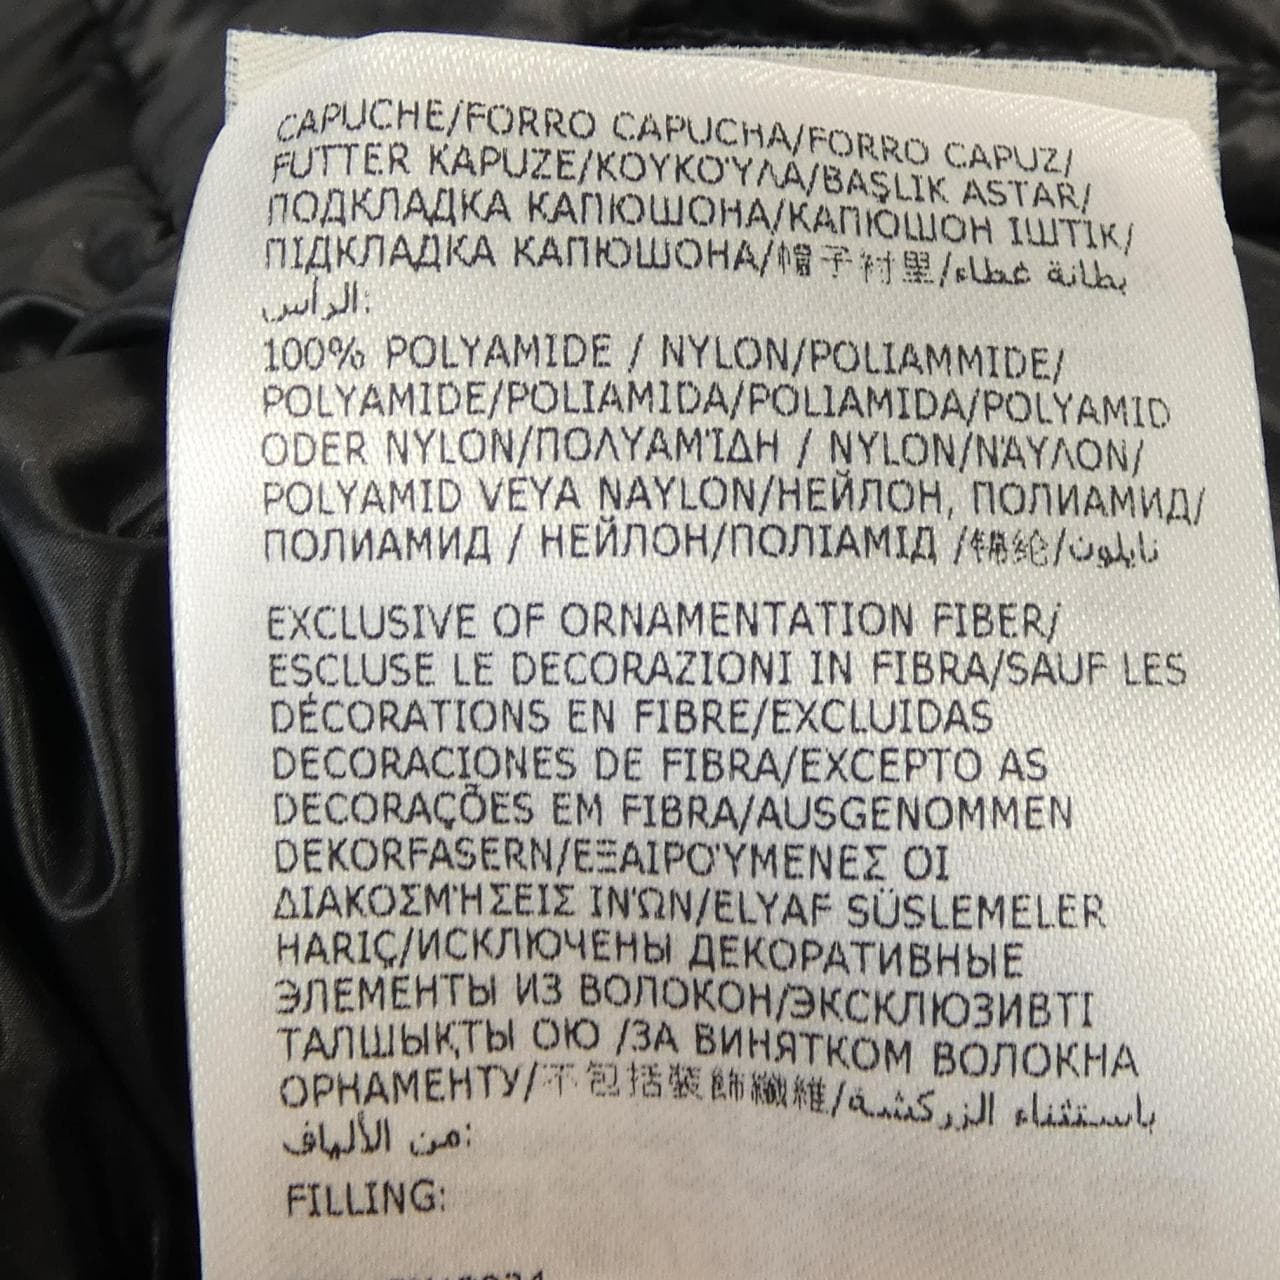 CAPUCHE/FORRO CAPUCHA/FORRO CAPUZ/
FUTTER KAPUZE/ΚΟΥΚΟΎΛΑ/BAŞLIK ASTAR/
ПОДКЛАДКА КАПЮШОНА/КАПЮШОН ІШТІК/
ПІДКЛАДКА КАПЮШОНА/帽子衬里/بطانة غطاء
الرأس:
100% POLYAMIDE / NYLON/POLIAMMIDE/
POLYAMIDE/POLIAMIDA/POLIAMIDA/POLYAMID
ODER NYLON/ΠΟΛΥΑΜΊΔΗ / NYLON/ΝΆΥΛΟΝ/
POLYAMID VEYA NAYLON/НЕЙЛОН, ПОЛИАМИД/
ПОЛИАМИД / НЕЙЛОН/ПОЛІАМІД /锦纶/نايلون
EXCLUSIVE OF ORNAMENTATION FIBER/
ESCLUSE LE DECORAZIONI IN FIBRA/SAUF LES
DÉCORATIONS EN FIBRE/EXCLUIDAS
DECORACIONES DE FIBRA/EXCEPTO AS
DECORAÇÕES EM FIBRA/AUSGENOMMEN
DEKORFASERN/ΕΞΑΙΡΟΎΜΕΝΕΣ ΟΙ
ΔΙΑΚΟΣΜΉΣΕΙΣ ΙΝΏΝ/ELYAF SÜSLEMELER
HARIÇ/ИСКЛЮЧЕНЫ ДЕКОРАТИВНЫЕ
ЭЛЕМЕНТЫ ИЗ ВОЛОКОН/ЭКСКЛЮЗИВТІ
ТАЛШЫҚТЫ ОЮ /ЗА ВИНЯТКОМ ВОЛОКНА
ОРНАМЕНТУ/不包括裝飾纖維/باستثناء الزركشة
من الألياف:
FILLING: